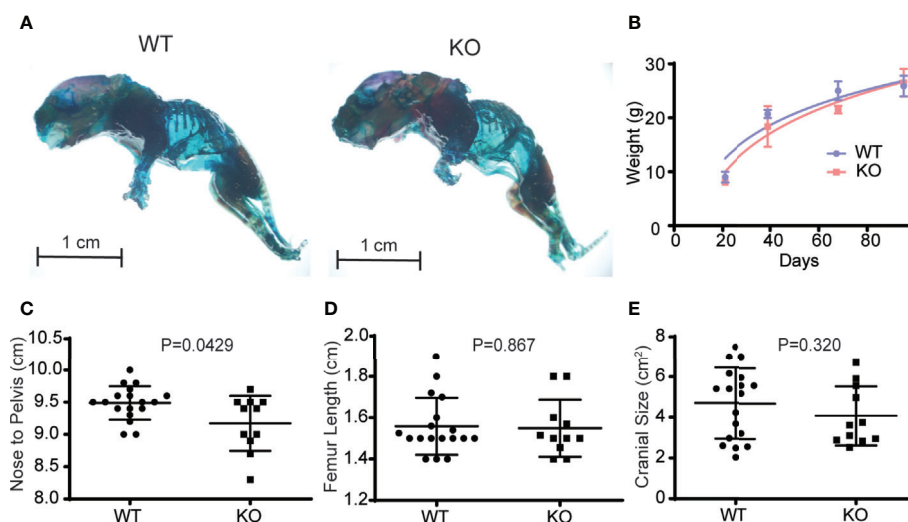 A
WT
KO
1 cm
1 cm
B
Weight (g)
30
20
10
0
0
20
40
60
80
Days
WT
KO
C
Nose to Pelvis (cm)
10.5
10.0
9.5
9.0
8.5
8.0
P=0.0429
WT
KO
D
Femur Length (cm)
2.0
1.8
1.6
1.4
1.2
P=0.867
WT
KO
E
Cranial Size (cm²)
8
6
4
2
0
P=0.320
WT
KO